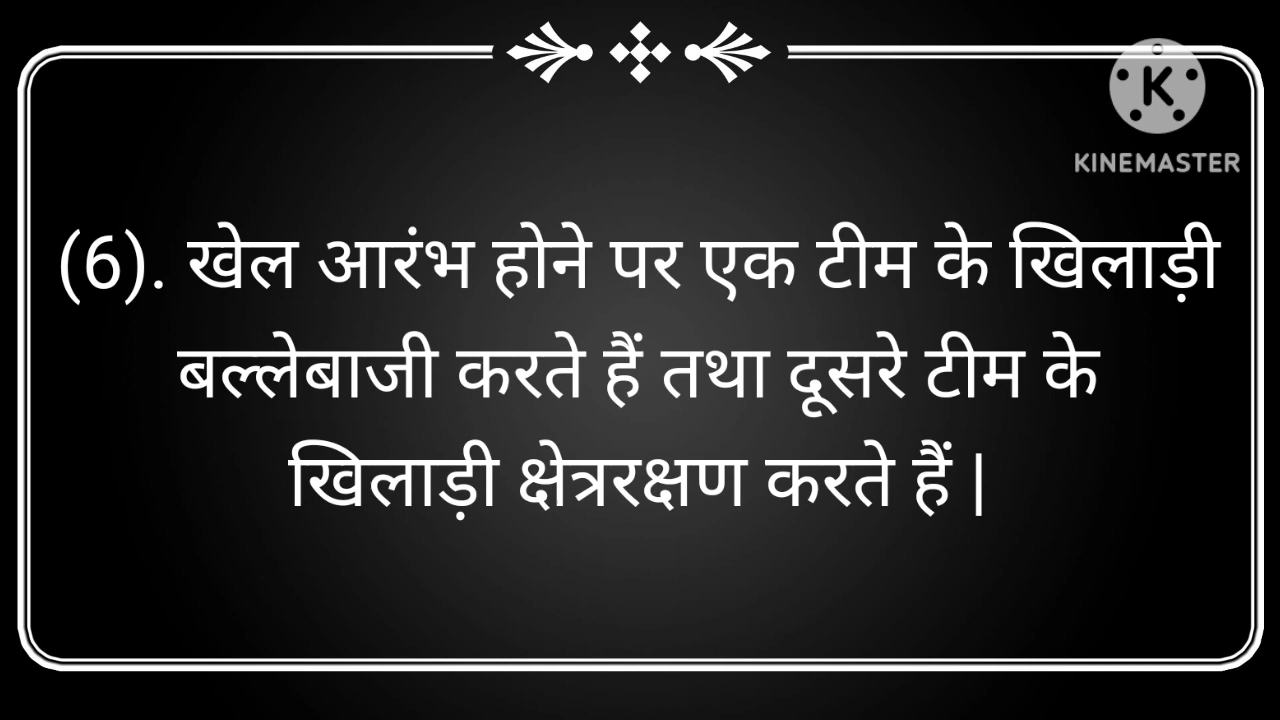 KINEMASTER
(6). खेल आरंभ होने पर एक टीम के खिलाड़ी
बल्लेबाजी करते हैं तथा दूसरे टीम के
खिलाड़ी क्षेत्ररक्षण करते हैं |